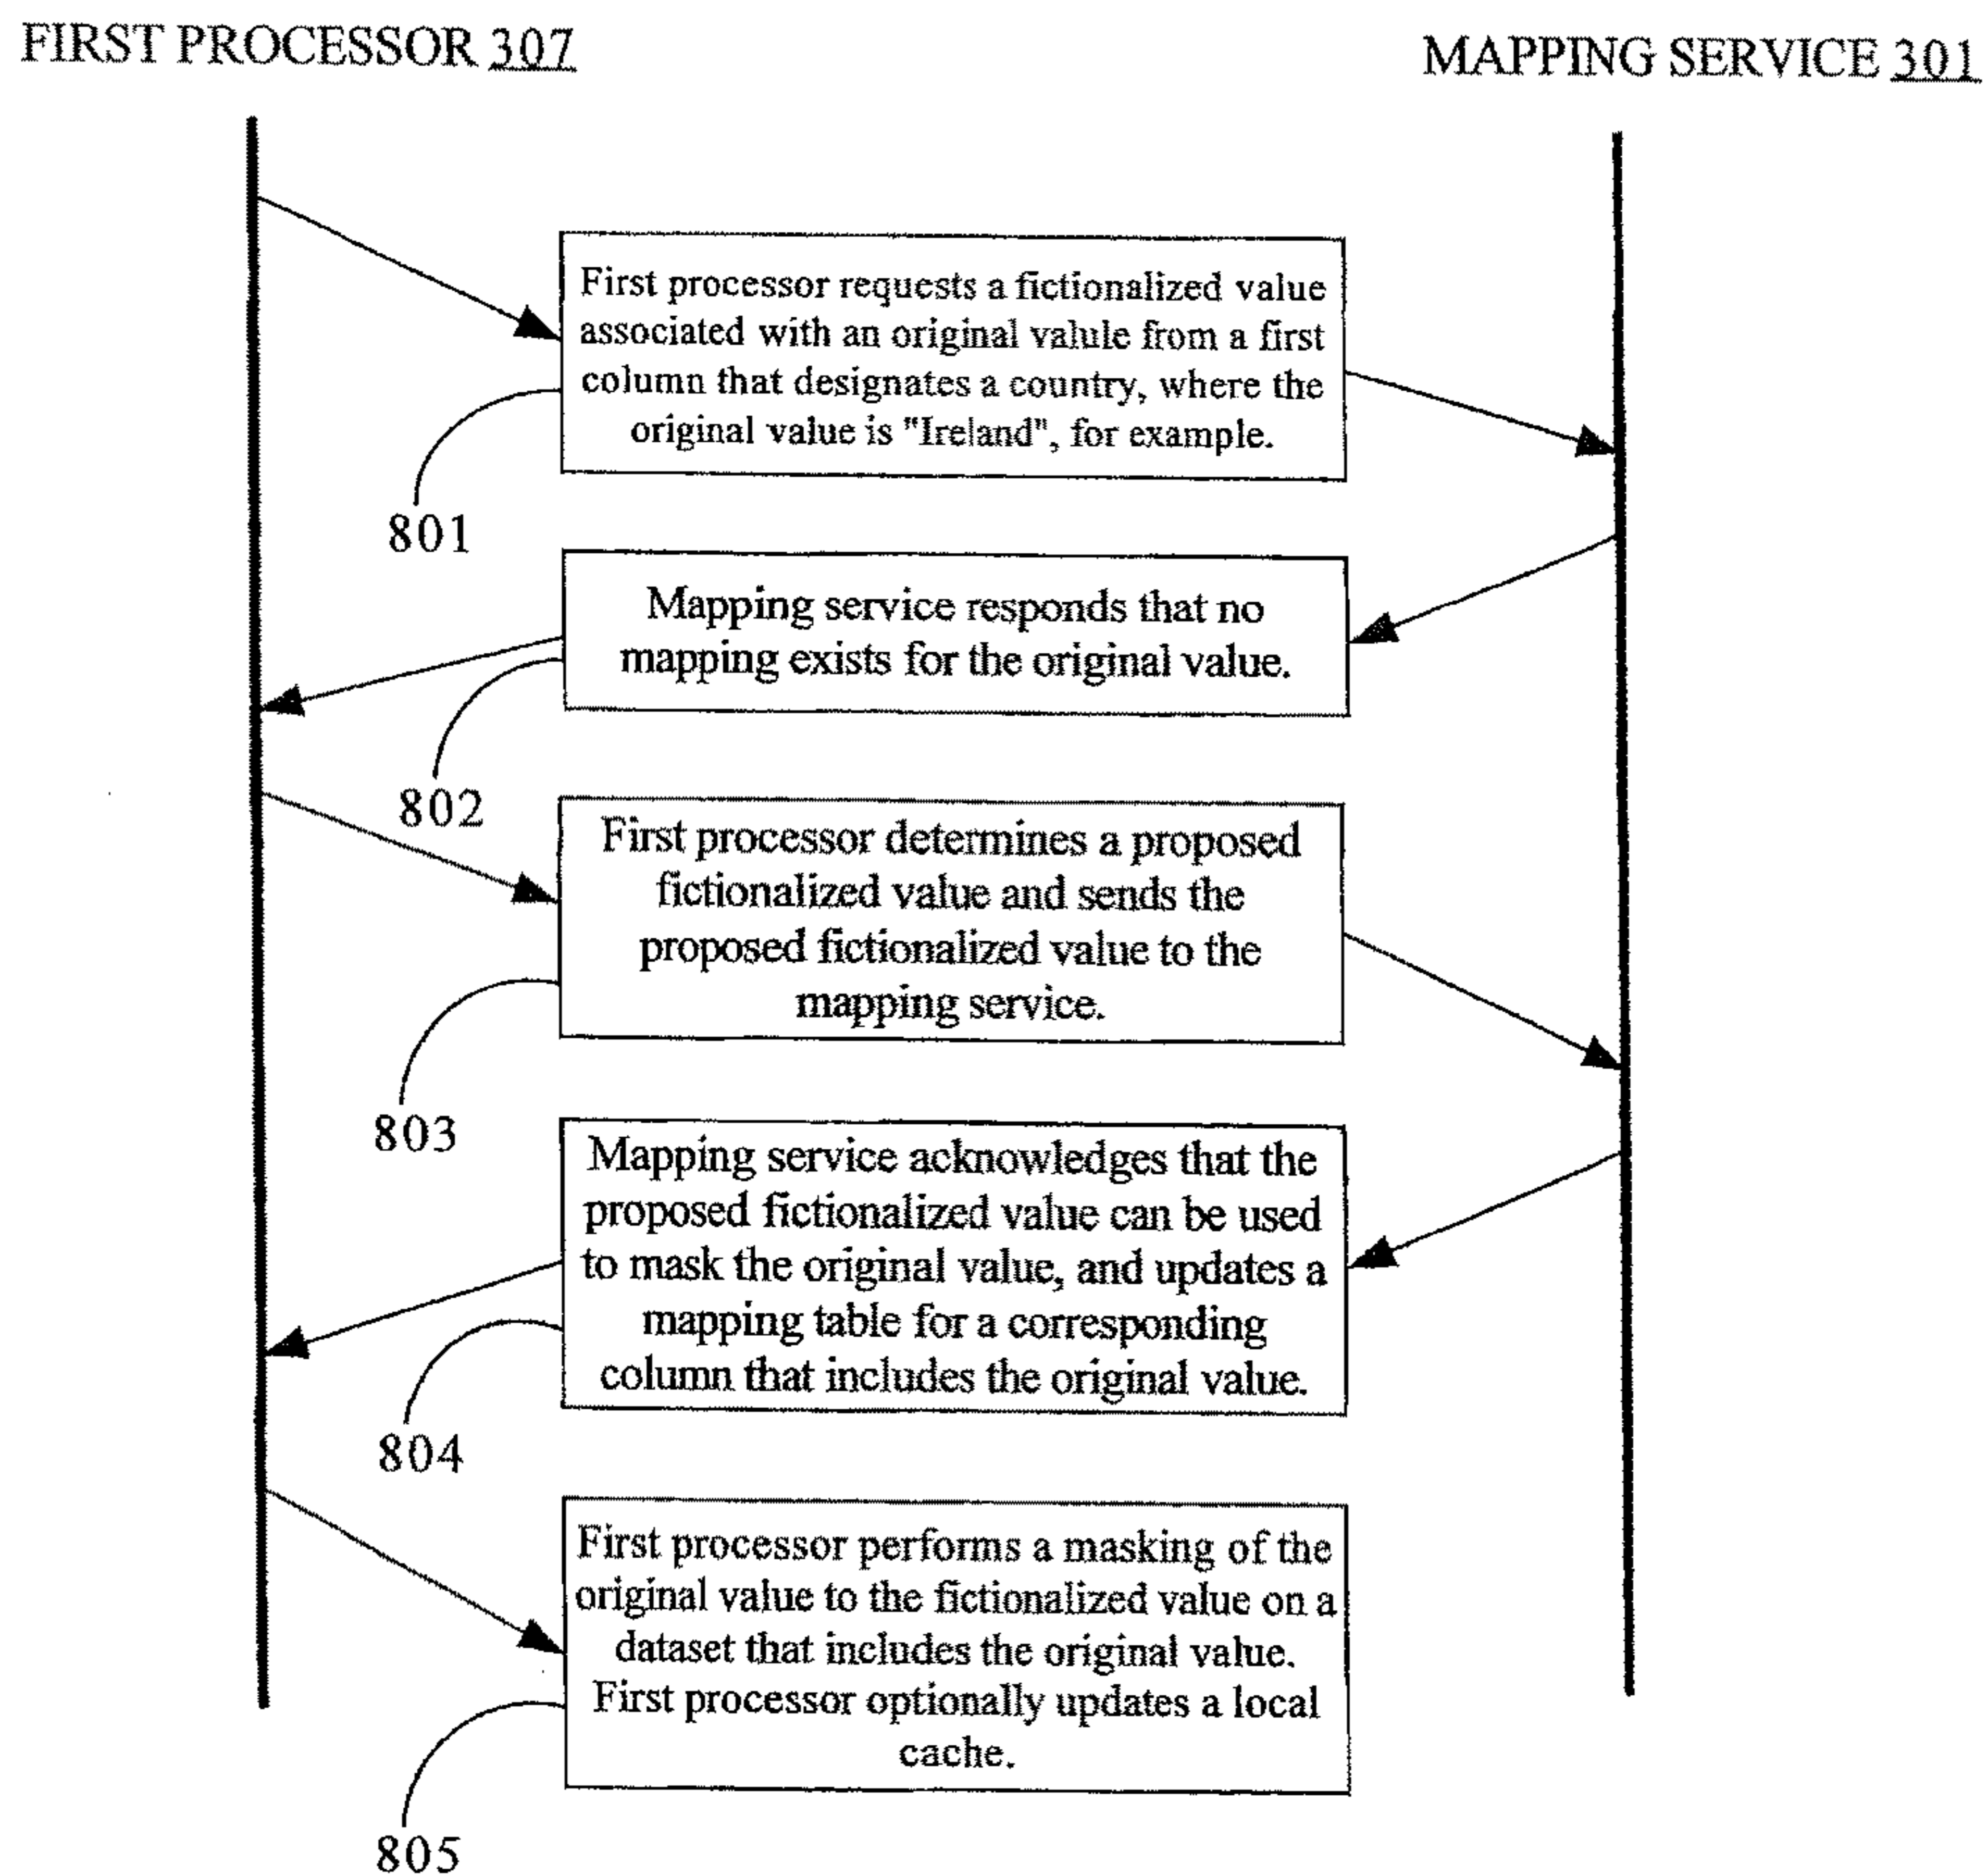 FIRST PROCESSOR 307
MAPPING SERVICE 301
First processor requests a fictionalized value
associated with an original valule from a first
column that designates a country, where the
original value is "Ireland", for example.
801
Mapping service responds that no
mapping exists for the original value.
802
First processor determines a proposed
fictionalized value and sends the
proposed fictionalized value to the
mapping service.
803
Mapping service acknowledges that the
proposed fictionalized value can be used
to mask the original value, and updates a
mapping table for a corresponding
column that includes the original value.
804
First processor performs a masking of the
original value to the fictionalized value on a
dataset that includes the original value.
First processor optionally updates a local
cache.
805